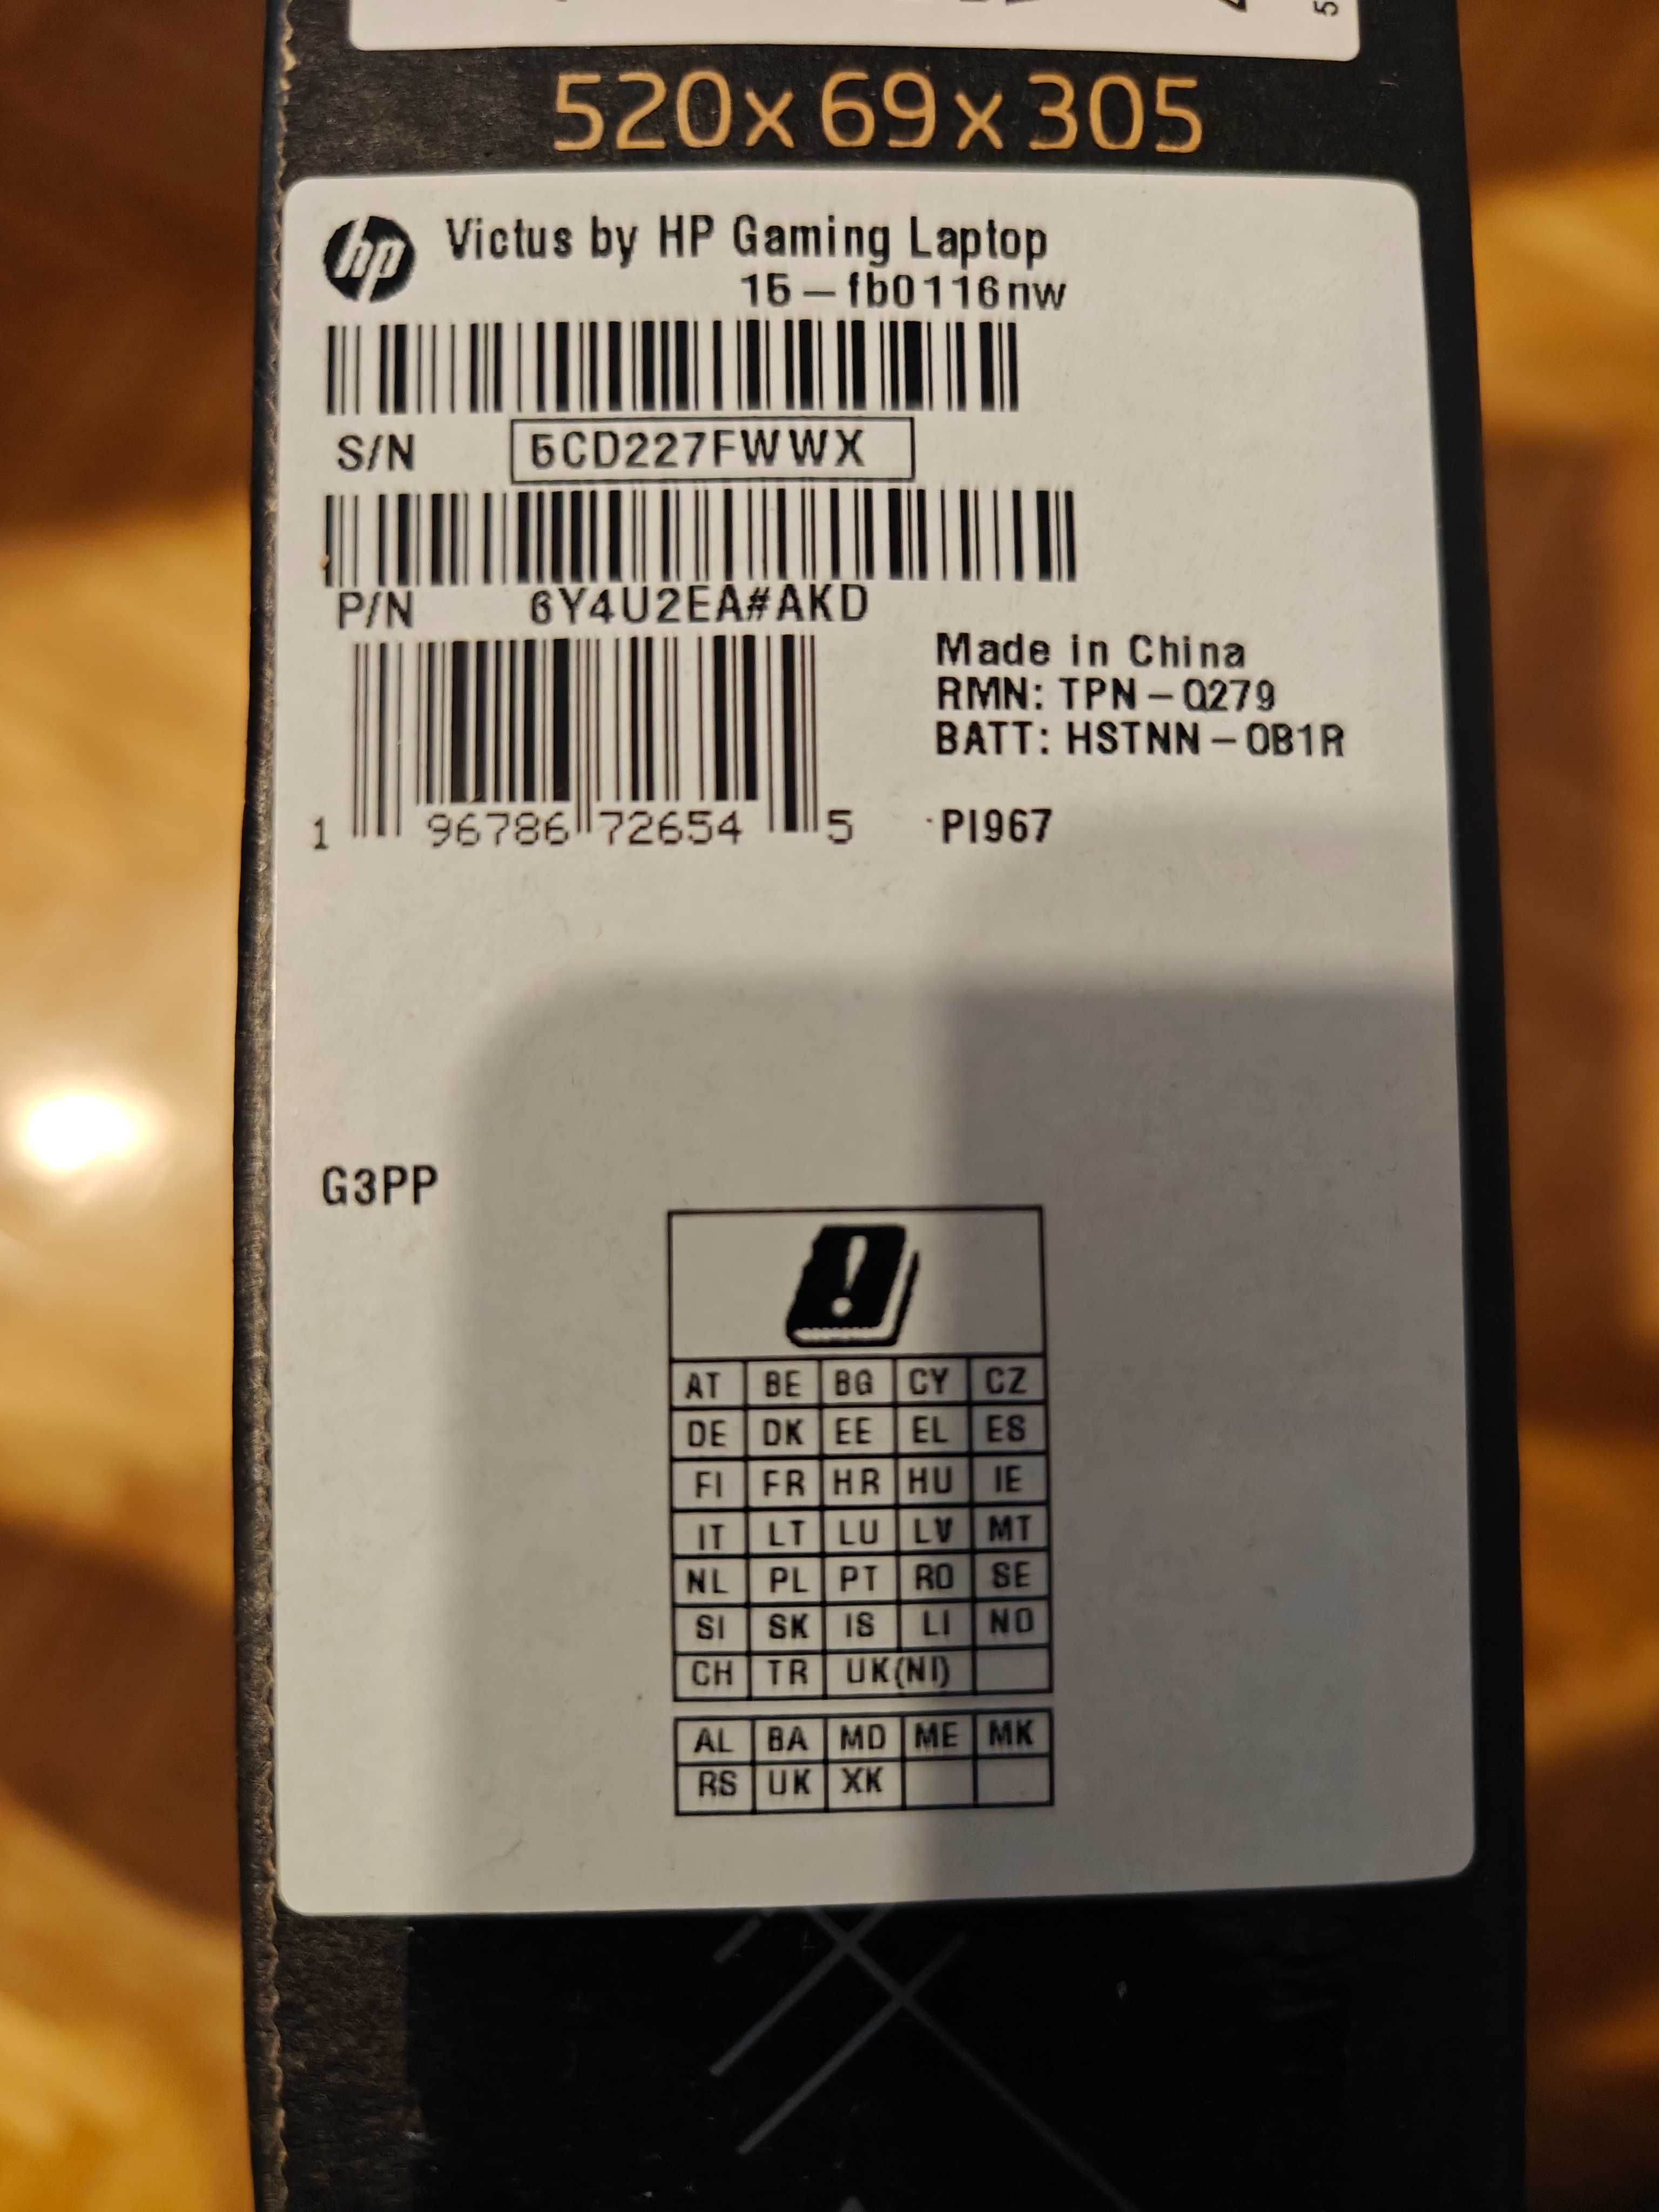 520x69x305
hp Victus by HP Gaming Laptop
15-fb0116nw
S/N 5CD227FWWX
P/N 6Y4U2EA#AKD
Made in China
RMN: TPN-Q279
BATT: HSTNN-OB1R
1 96786 72654 5
PI967
G3PP
AT BE BG CY CZ
DE DK EE EL ES
FI FR HR HU IE
IT LT LU LV MT
NL PL PT RO SE
SI SK IS LI NO
CH TR UK(NI)
AL BA MD ME MK
RS UK XK